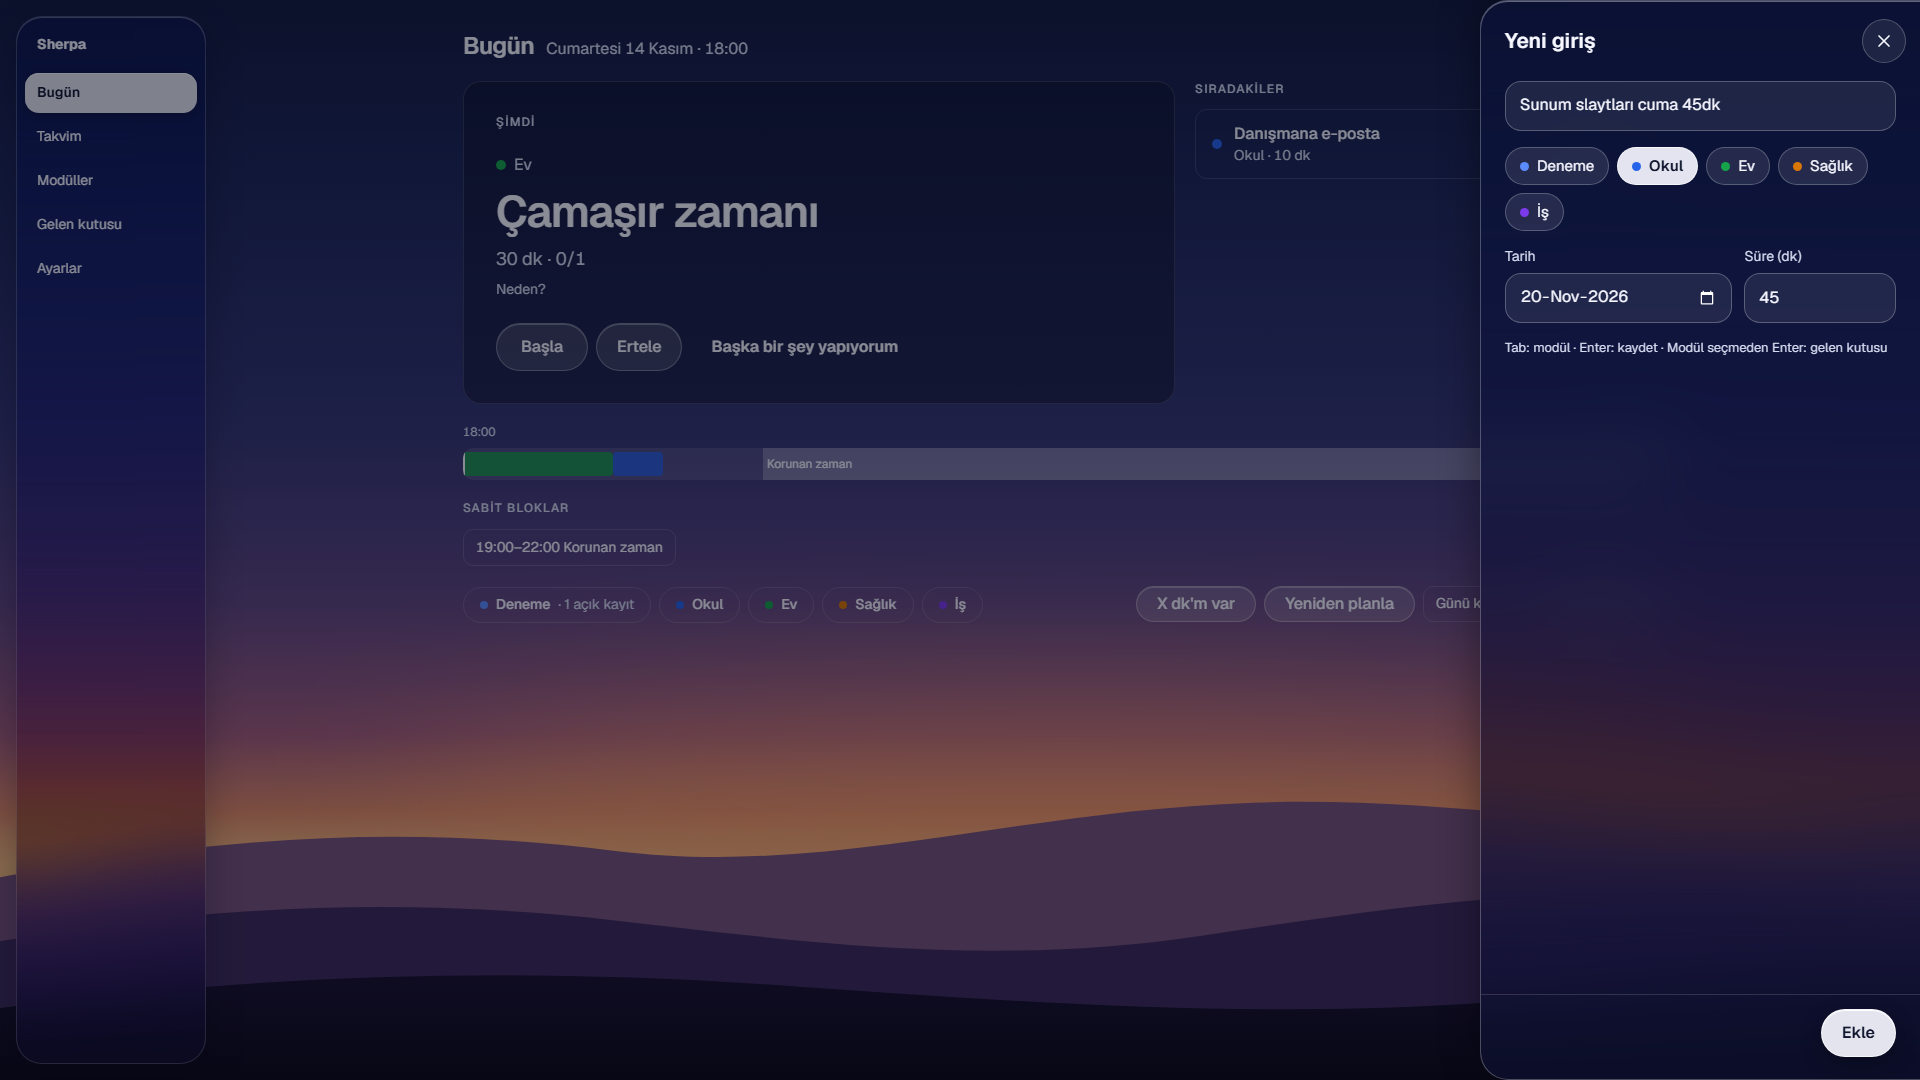 Sherpa
Bugün
Takvim
Modüller
Gelen kutusu
Ayarlar
Bugün Cumartesi 14 Kasım · 18:00
ŞİMDİ
Ev
Çamaşır zamanı
30 dk · 0/1
Neden?
Başla Ertele Başka bir şey yapıyorum
SIRADAKİLER
Danışmana e-posta
Okul · 10 dk
18:00
Korunan zaman
SABİT BLOKLAR
19:00–22:00 Korunan zaman
Deneme · 1 açık kayıt Okul Ev Sağlık İş X dk'm var Yeniden planla Günü k
Yeni giriş
Sunum slaytları cuma 45dk
Deneme Okul Ev Sağlık
İş
Tarih Süre (dk)
20-Nov-2026 45
Tab: modül · Enter: kaydet · Modül seçmeden Enter: gelen kutusu
Ekle